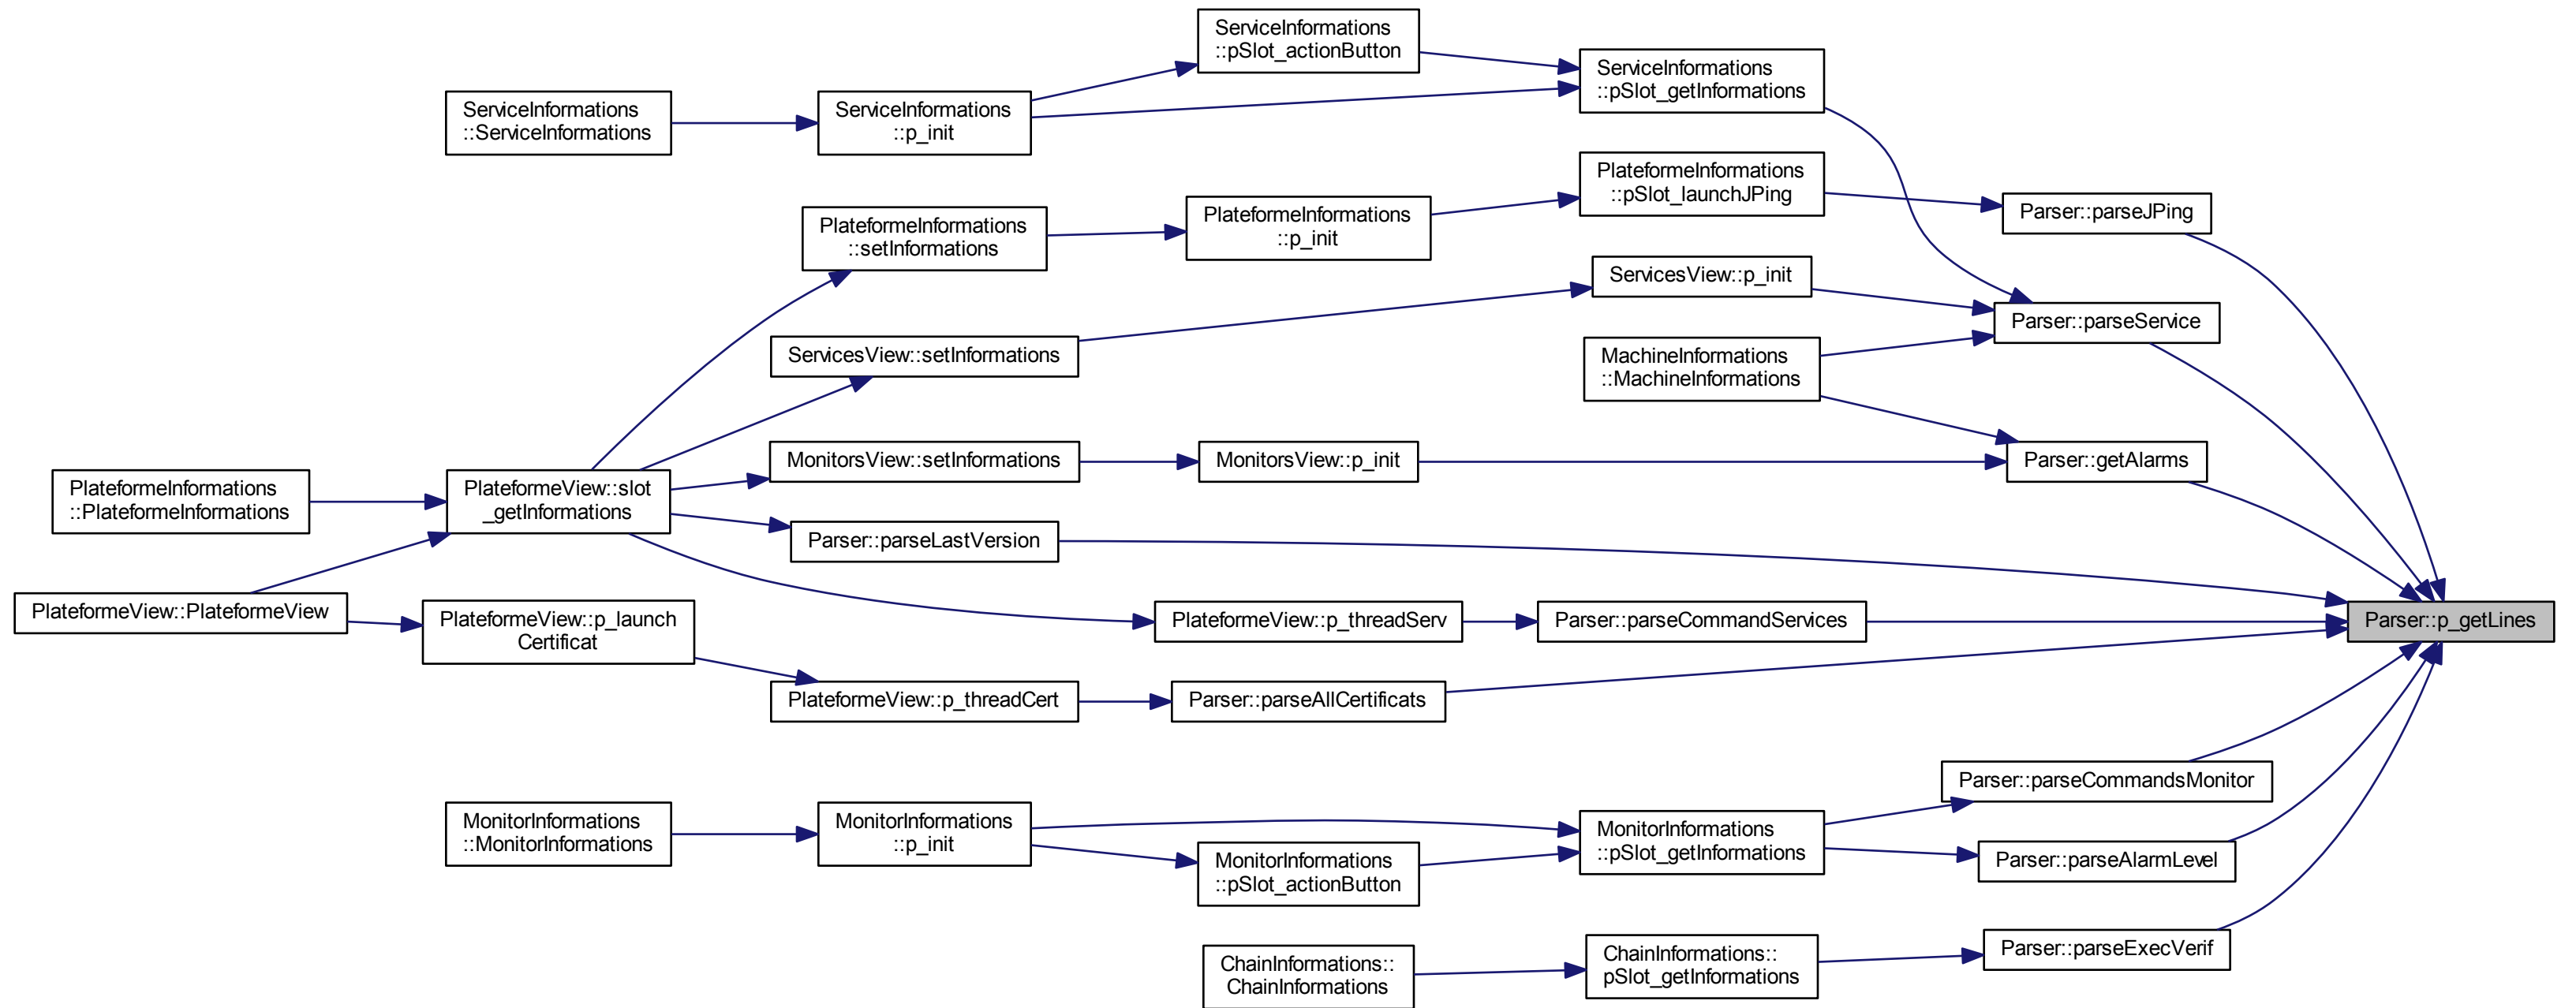 ServiceInformations
::pSlot_actionButton
ServiceInformations
::pSlot_getInformations
ServiceInformations
::ServiceInformations
ServiceInformations
::p_init
PlateformeInformations
::pSlot_launchJPing
Parser::parseJPing
PlateformeInformations
::setInformations
PlateformeInformations
::p_init
ServicesView::p_init
Parser::parseService
ServicesView::setInformations
MachineInformations
::MachineInformations
MonitorsView::setInformations
MonitorsView::p_init
Parser::getAlarms
PlateformeInformations
::PlateformeInformations
PlateformeView::slot
_getInformations
Parser::parseLastVersion
PlateformeView::PlateformeView
PlateformeView::p_launch
Certificat
PlateformeView::p_threadServ
Parser::parseCommandServices
Parser::p_getLines
PlateformeView::p_threadCert
Parser::parseAllCertificats
Parser::parseCommandsMonitor
MonitorInformations
::MonitorInformations
MonitorInformations
::p_init
MonitorInformations
::pSlot_getInformations
MonitorInformations
::pSlot_actionButton
Parser::parseAlarmLevel
Parser::parseExecVerif
ChainInformations::
ChainInformations
ChainInformations::
pSlot_getInformations